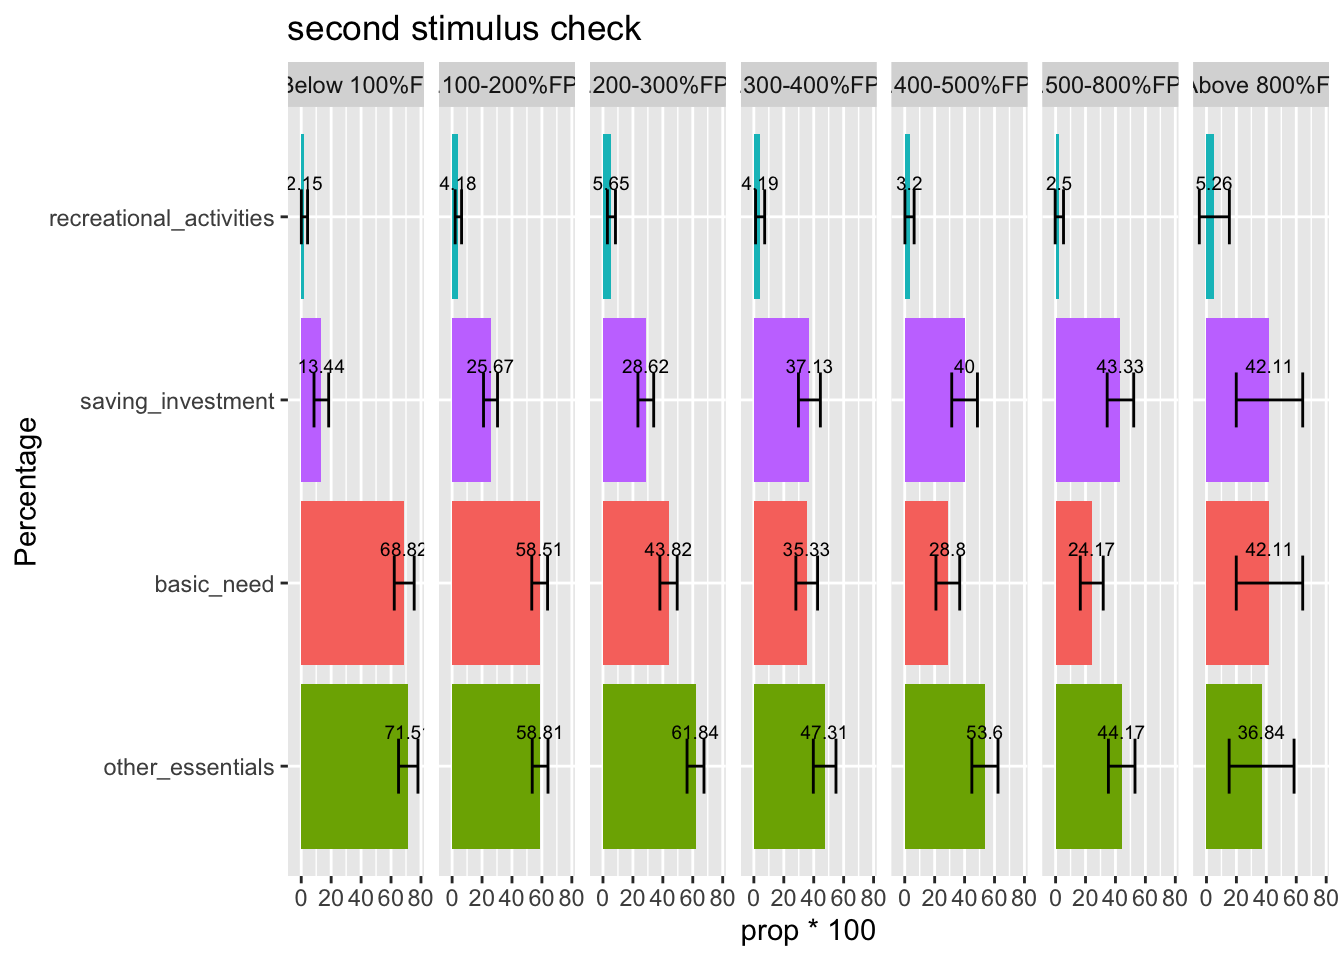 second stimulus check
Below 100%F
.100-200%FP
.200-300%FP
.300-400%FP
.400-500%FP
.500-800%FP
Above 800%F
Percentage
recreational_activities
2.15 4.18 5.65 4.19 3.2 2.5 5.26
saving_investment
13.44 25.67 28.62 37.13 40 43.33 42.11
basic_need
68.82 58.51 43.82 35.33 28.8 24.17 42.11
other_essentials
71.51 58.81 61.84 47.31 53.6 44.17 36.84
0 20 40 60 80 0 20 40 60 80 0 20 40 60 80 0 20 40 60 80 0 20 40 60 80 0 20 40 60 80 0 20 40 60 80
prop * 100